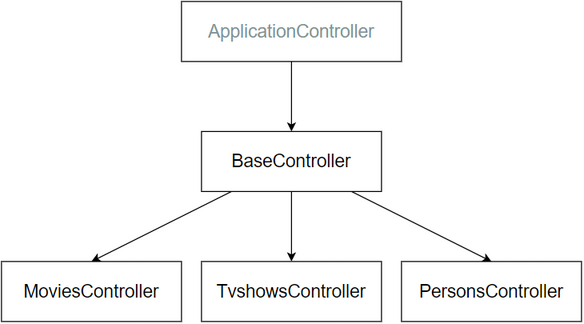 ApplicationController
BaseController
MoviesController
TvshowsController
PersonsController